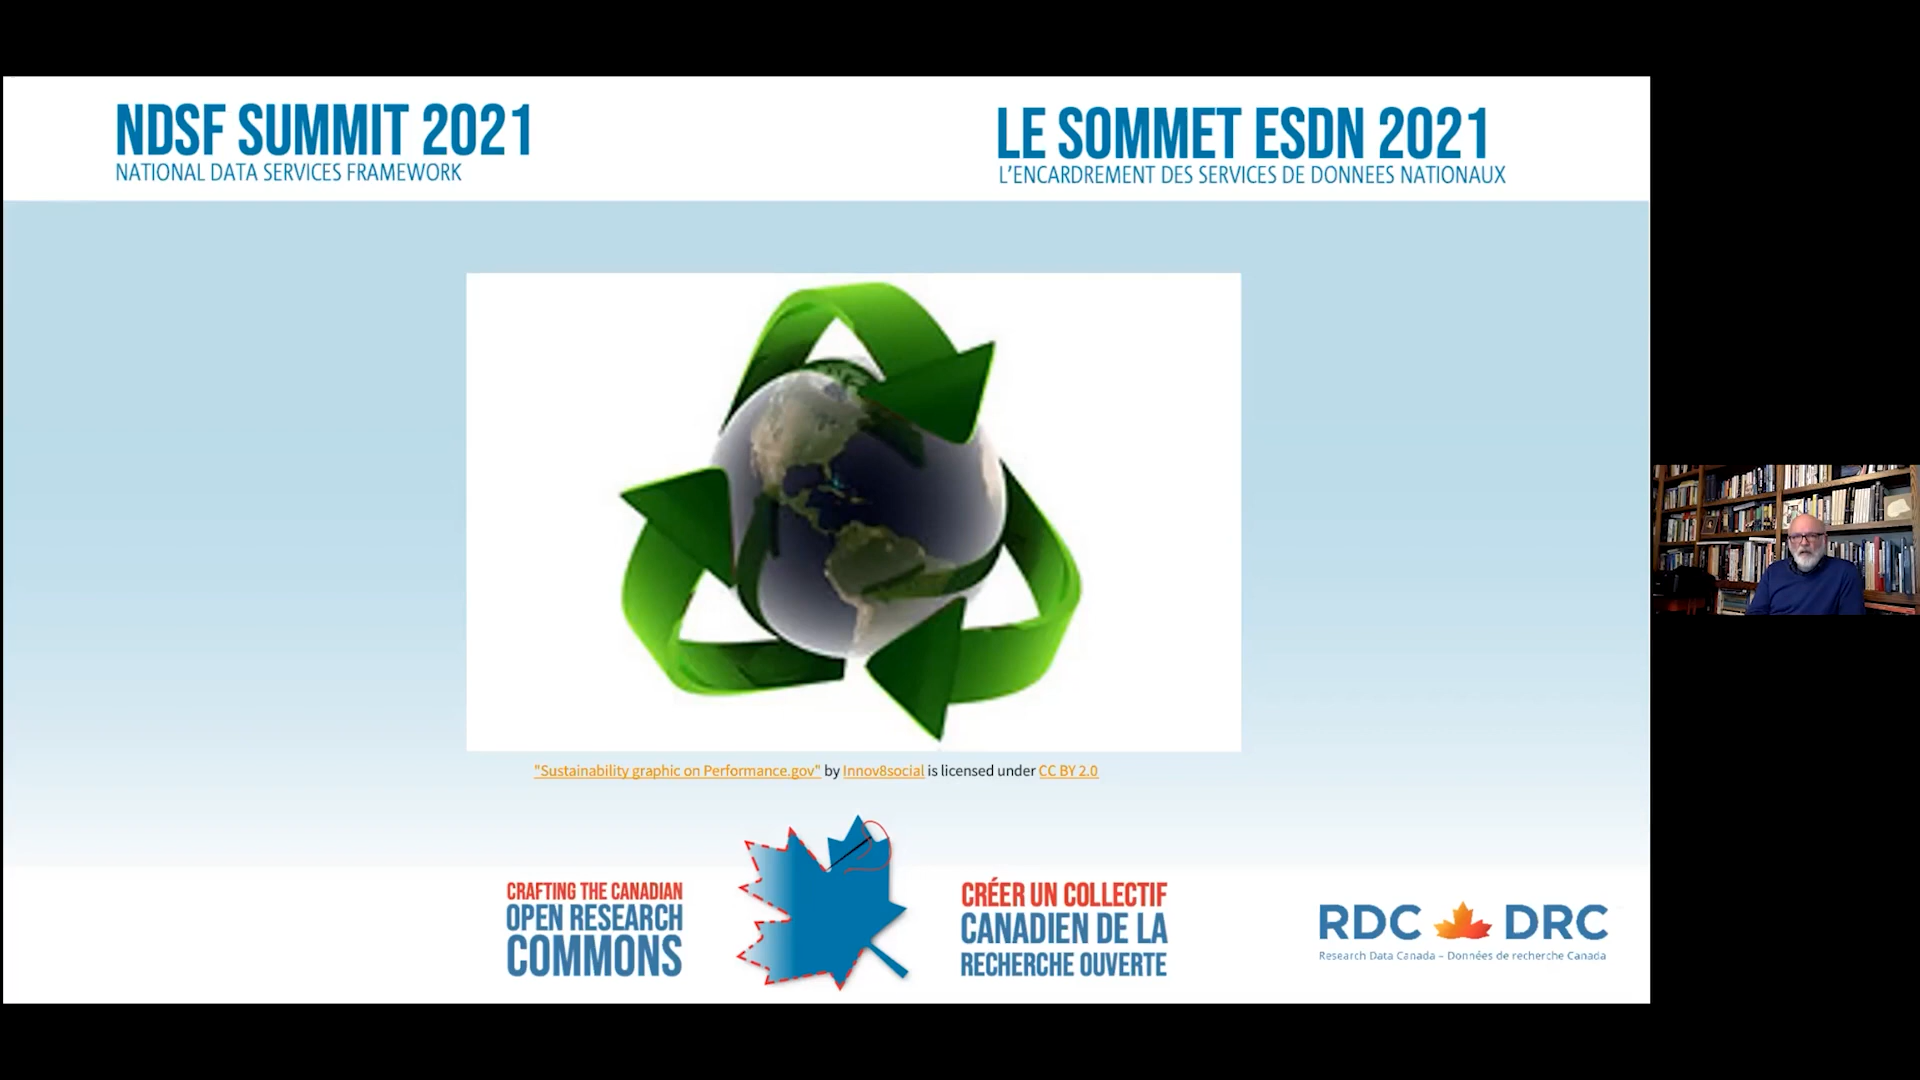 NDSF SUMMIT 2021
NATIONAL DATA SERVICES FRAMEWORK
LE SOMMET ESDN 2021
L'ENCARDREMENT DES SERVICES DE DONNEES NATIONAUX
"Sustainability graphic on Performance.gov" by Innov8social is licensed under CC BY 2.0
CRAFTING THE CANADIAN
OPEN RESEARCH
COMMONS
CRÉER UN COLLECTIF
CANADIEN DE LA
RECHERCHE OUVERTE
RDC DRC
Research Data Canada – Données de recherche Canada